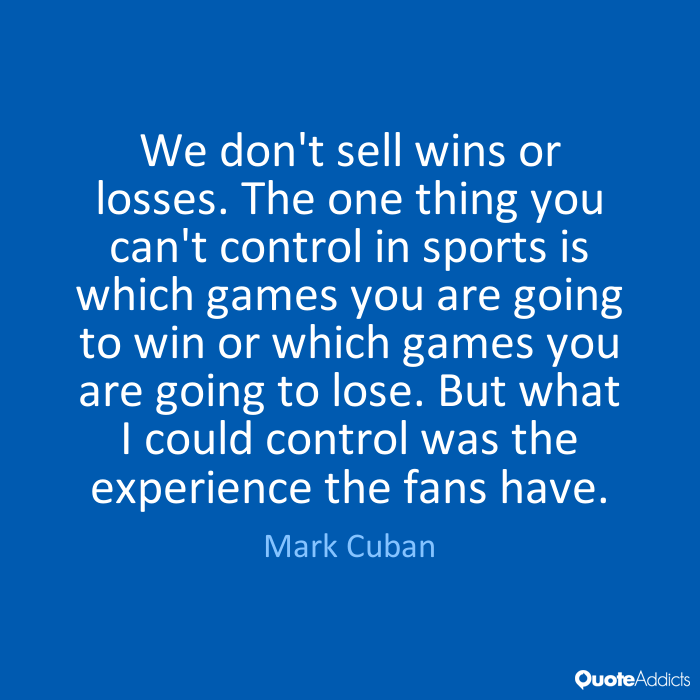 We don't sell wins or
losses. The one thing you
can't control in sports is
which games you are going
to win or which games you
are going to lose. But what
I could control was the
experience the fans have.
Mark Cuban
QuoteAddicts